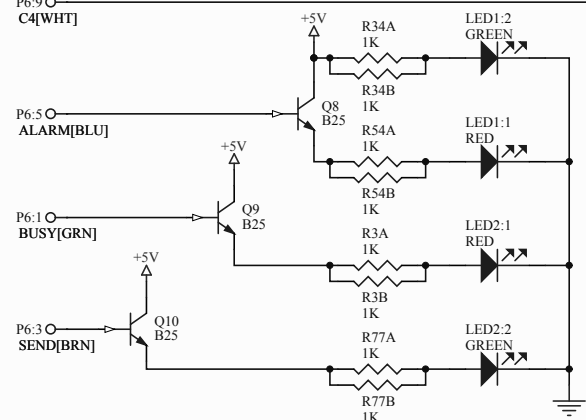 P6:9
C4[WHT]
+5V
R34A
1K
LED1:2
GREEN
R34B
1K
P6:5
ALARM[BLU]
Q8
B25
R54A
1K
LED1:1
RED
+5V
R54B
1K
P6:1
BUSY[GRN]
Q9
B25
R3A
1K
LED2:1
RED
+5V
R3B
1K
P6:3
SEND[BRN]
Q10
B25
R77A
1K
LED2:2
GREEN
R77B
1K